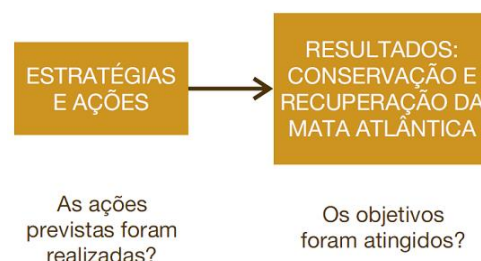 ESTRATÉGIAS
E AÇÕES
RESULTADOS:
CONSERVAÇÃO E
RECUPERAÇÃO DA
MATA ATLÂNTICA
As ações
previstas foram
realizadas?
Os objetivos
foram atingidos?